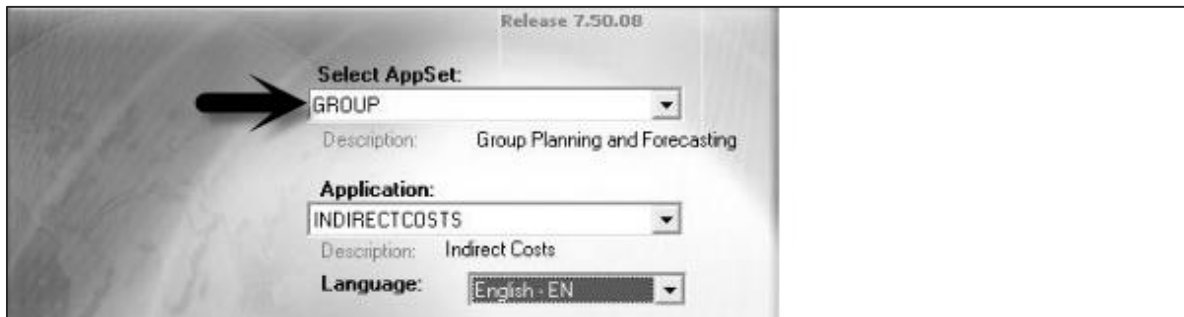 Release 7.50.08
Select AppSet:
GROUP
Description: Group Planning and Forecasting
Application:
INDIRECTCOSTS
Description: Indirect Costs
Language: English - EN